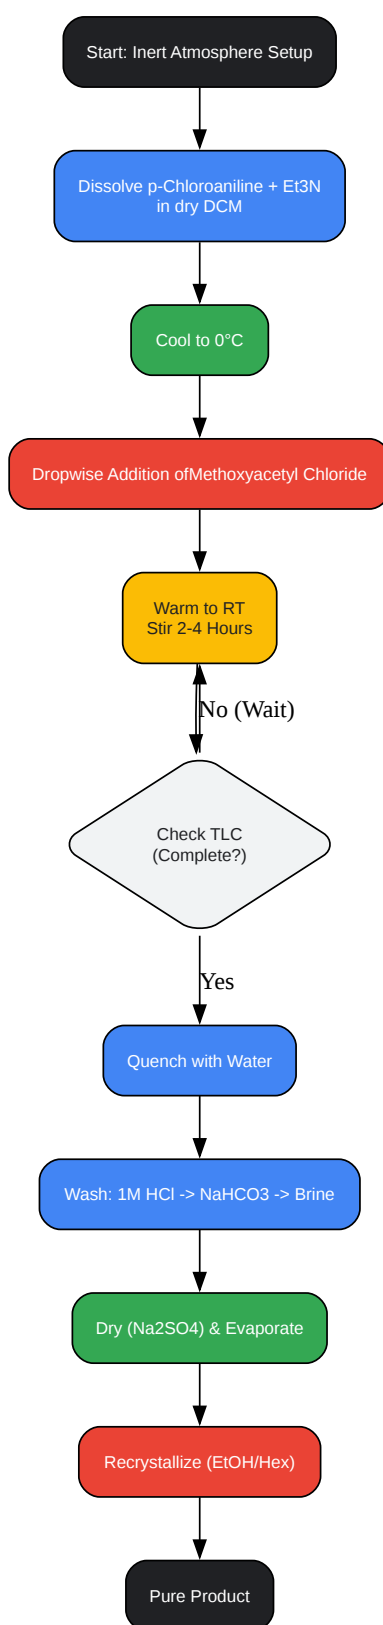 Start: Inert Atmosphere Setup
Dissolve p-Chloroaniline + Et3N
in dry DCM
Cool to 0°C
Dropwise Addition ofMethoxyacetyl Chloride
Warm to RT
Stir 2-4 Hours
No (Wait)
Check TLC
(Complete?)
Yes
Quench with Water
Wash: 1M HCl -> NaHCO3 -> Brine
Dry (Na2SO4) & Evaporate
Recrystallize (EtOH/Hex)
Pure Product